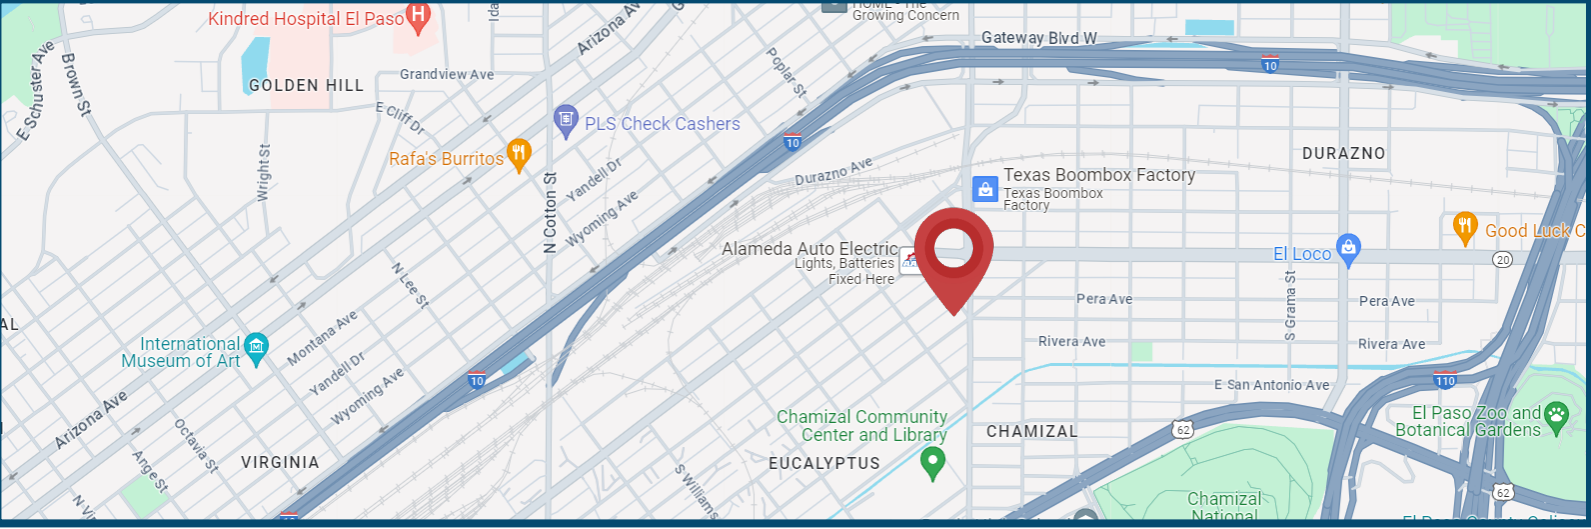 HOME - The
Growing Concern
Kindred Hospital El Paso
H
Arizona Av
Gateway Blvd W
E Schuster Ave
Brown St
GOLDEN HILL
Grandview Ave
Poplar St
10
E Cliff Dr
PLS Check Cashers
10
Rafa's Burritos
DURAZNO
Wright St
Yandell Dr
Durazno Ave
Texas Boombox Factory
Texas Boombox
Factory
N Cotton St
Wyoming Ave
Good Luck C
Alameda Auto Electric
Lights, Batteries
Fixed Here
El Loco
20
N Lee St
Pera Ave
S Grama St
Pera Ave
AL
International
Museum of Art
Montana Ave
Rivera Ave
Rivera Ave
Yandell Dr
10
E San Antonio Ave
110
Wyoming Ave
Arizona Ave
Chamizal Community
Center and Library
El Paso Zoo and
Botanical Gardens
Octavia St
CHAMIZAL
62
VIRGINIA
Ange St
EUCALYPTUS
S Williams
62
N Vir
Chamizal
National
10